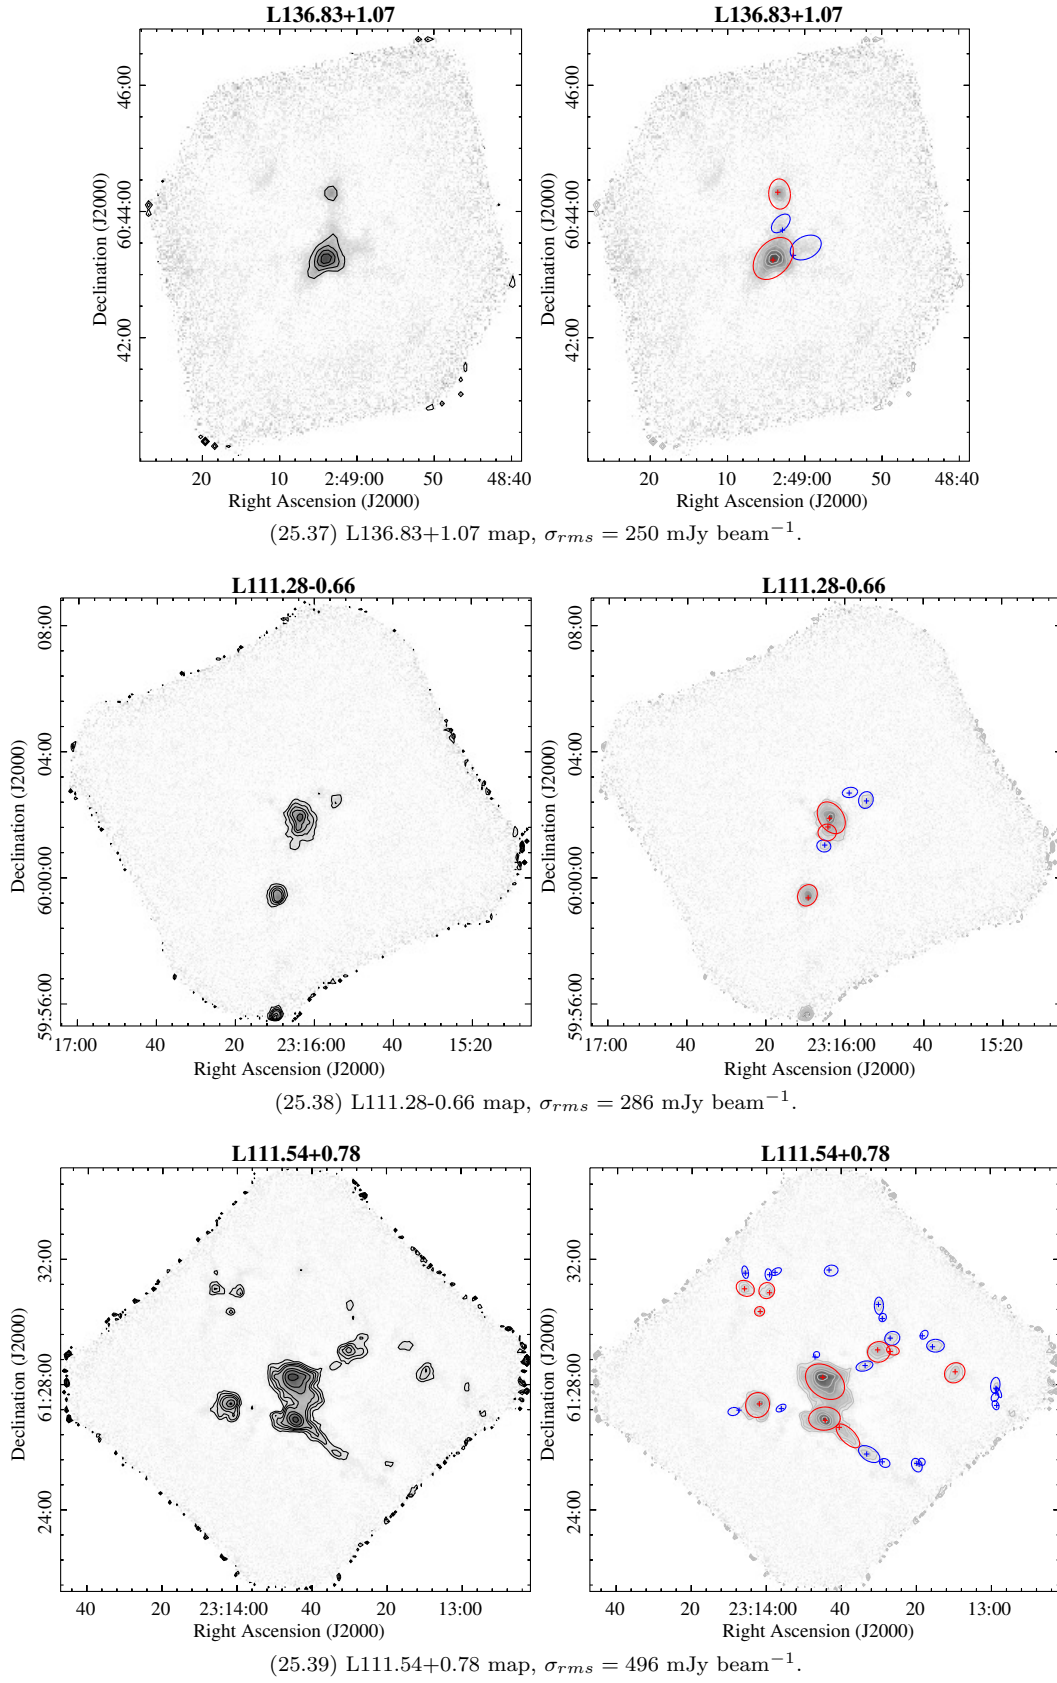 L136.83+1.07
L136.83+1.07
Declination (J2000)
46:00
60:44:00
42:00
20 10 2:49:00 50 48:40
Right Ascension (J2000)
Declination (J2000)
46:00
60:44:00
42:00
20 10 2:49:00 50 48:40
Right Ascension (J2000)
(25.37) L136.83+1.07 map, σrms = 250 mJy beam−1.
L111.28-0.66
L111.28-0.66
Declination (J2000)
08:00
04:00
60:00:00
59:56:00
17:00 40 20 23:16:00 40 15:20
Right Ascension (J2000)
Declination (J2000)
08:00
04:00
60:00:00
59:56:00
17:00 40 20 23:16:00 40 15:20
Right Ascension (J2000)
(25.38) L111.28-0.66 map, σrms = 286 mJy beam−1.
L111.54+0.78
L111.54+0.78
Declination (J2000)
32:00
61:28:00
24:00
40 20 23:14:00 40 20 13:00
Right Ascension (J2000)
Declination (J2000)
32:00
61:28:00
24:00
40 20 23:14:00 40 20 13:00
Right Ascension (J2000)
(25.39) L111.54+0.78 map, σrms = 496 mJy beam−1.